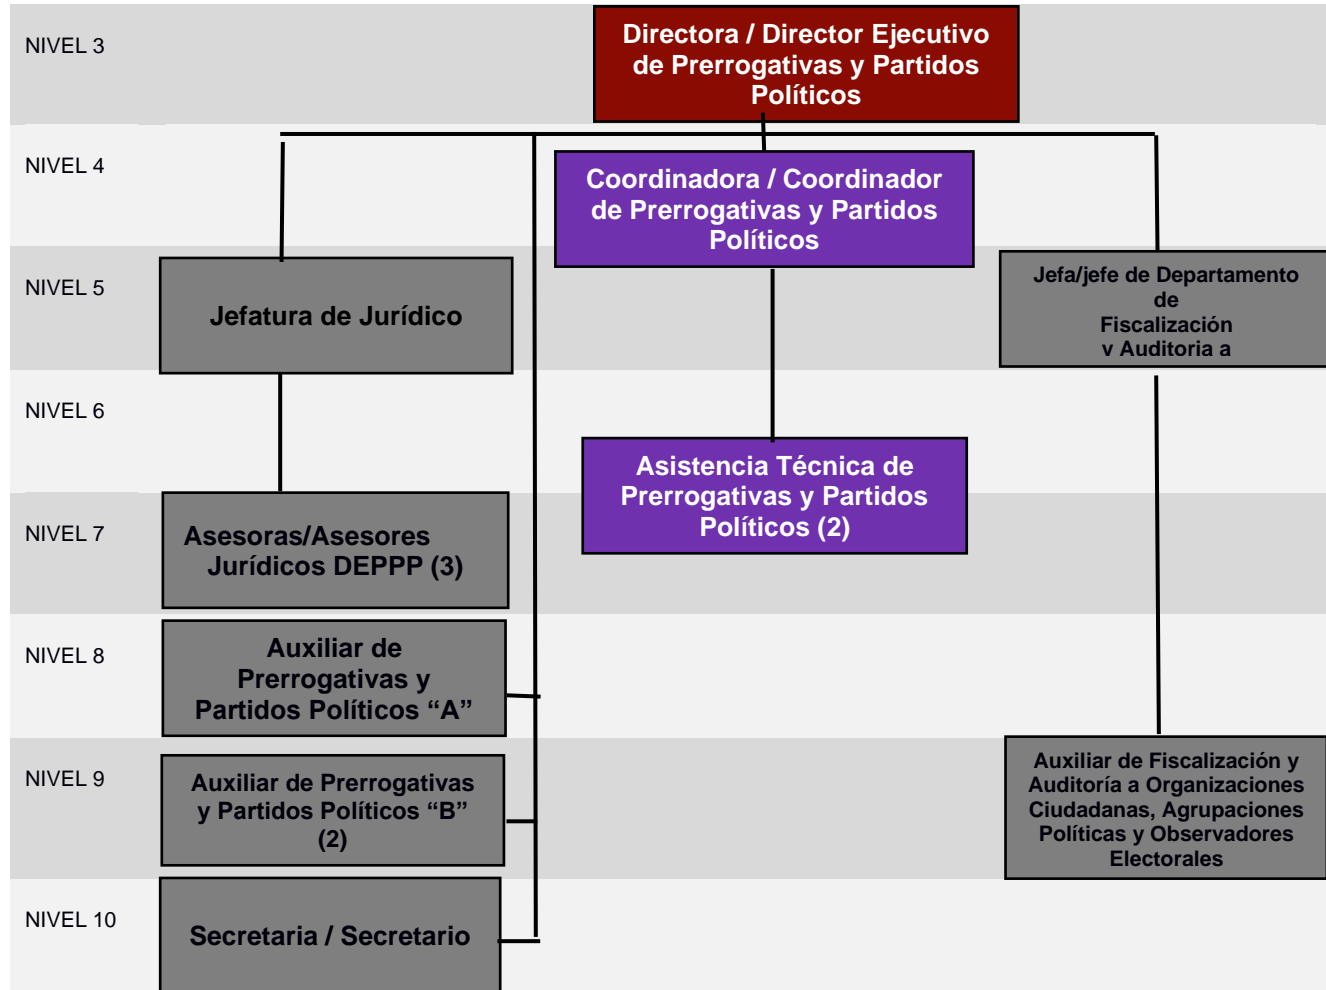 NIVEL 3
Directora / Director Ejecutivo
de Prerrogativas y Partidos
Políticos
NIVEL 4
Coordinadora / Coordinador
de Prerrogativas y Partidos
Políticos
NIVEL 5
Jefatura de Jurídico
Jefa/jefe de Departamento
de
Fiscalización
y Auditoria a
NIVEL 6
Asistencia Técnica de
Prerrogativas y Partidos
Políticos (2)
NIVEL 7
Asesoras/Asesores
Jurídicos DEPPP (3)
NIVEL 8
Auxiliar de
Prerrogativas y
Partidos Políticos “A”
NIVEL 9
Auxiliar de Prerrogativas
y Partidos Políticos “B”
(2)
Auxiliar de Fiscalización y
Auditoría a Organizaciones
Ciudadanas, Agrupaciones
Políticas y Observadores
Electorales
NIVEL 10
Secretaria / Secretario